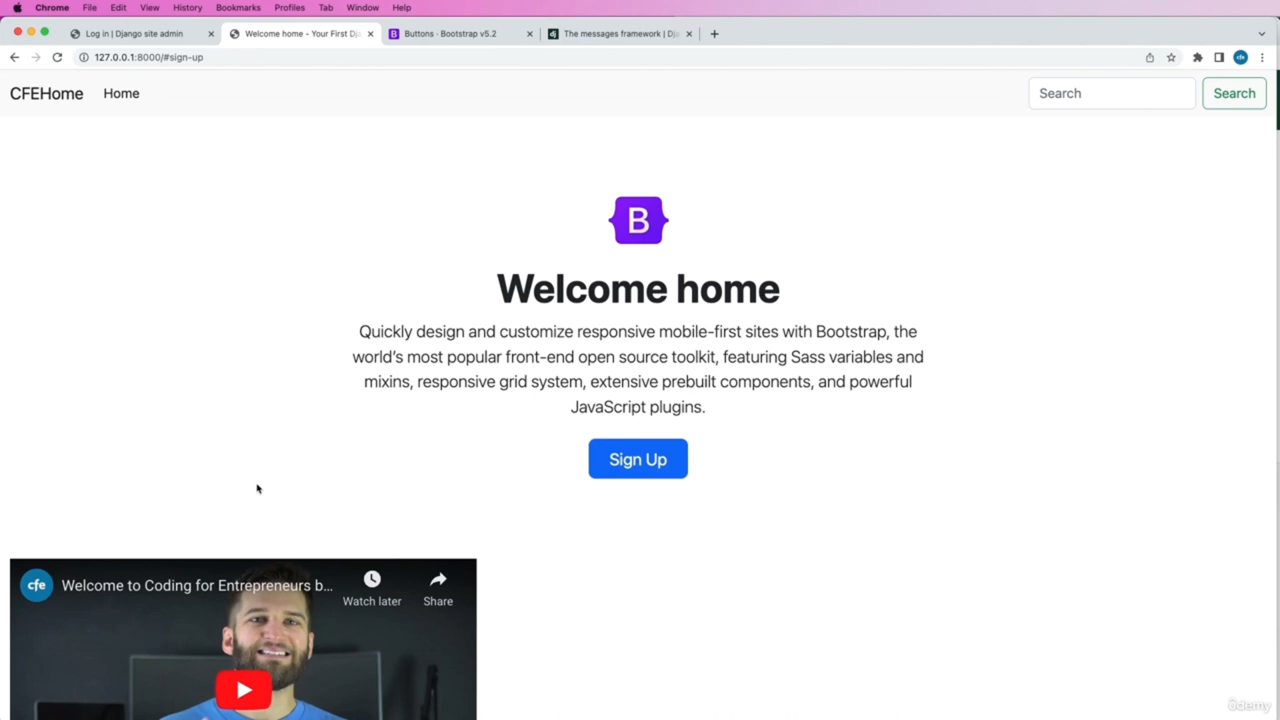 Chrome File Edit View History Bookmarks Profiles Tab Window Help
Log in | Django site admin Welcome home - Your First Dja Buttons · Bootstrap v5.2 The messages framework | Dja
127.0.0.1:8000/#sign-up cfe
CFEHome Home Search Search
B
Welcome home
Quickly design and customize responsive mobile-first sites with Bootstrap, the
world's most popular front-end open source toolkit, featuring Sass variables and
mixins, responsive grid system, extensive prebuilt components, and powerful
JavaScript plugins.
Sign Up
cfe Welcome to Coding for Entrepreneurs b...
Watch later Share
ûdemy